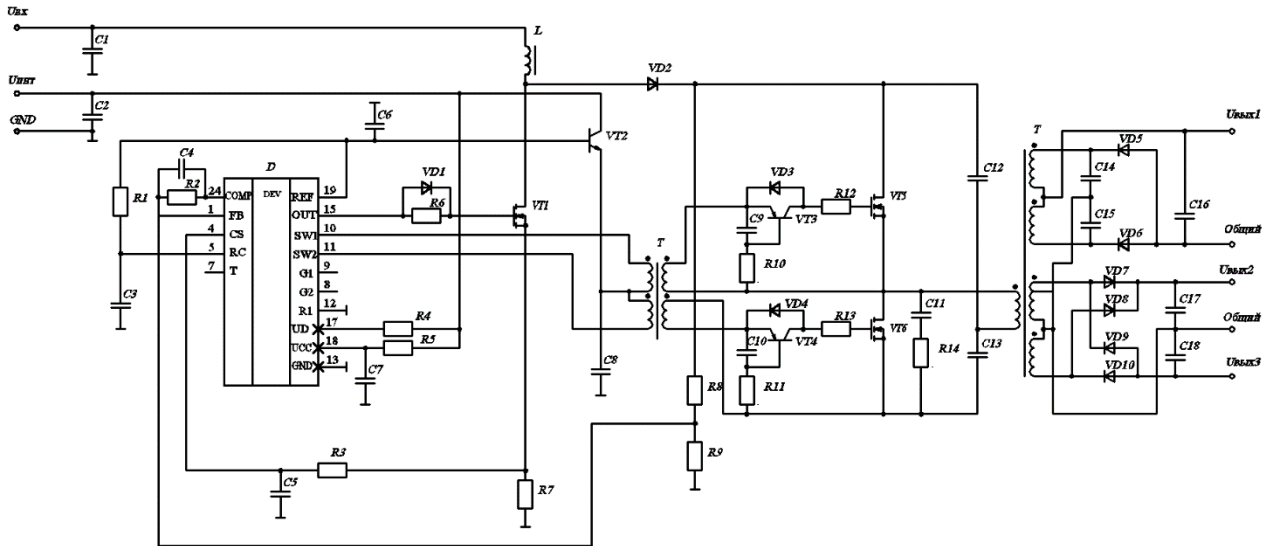 Uвх
C1
L
VD2
Uпит
C2
GND
C6
VT2
C4
R2
R1
D
DEV
24 COMP
1 FB
4 CS
5 RC
7 T
REF 19
OUT 15
SW1 10
SW2 11
G1 9
G2 8
R1 12
UD 17
UCC 18
GND 13
VD1
R6
VT1
C3
R4
R5
C7
C8
R3
C5
R7
R8
R9
T
VD3
R12
VT5
C9
VT3
R10
VD4
R13
VT6
C10
VT4
R11
C11
R14
C12
C13
T
Uвых1
VD5
C14
C15
C16
VD6
Общий
VD7
Uвых2
VD8
C17
Общий
VD9
C18
VD10
Uвых3